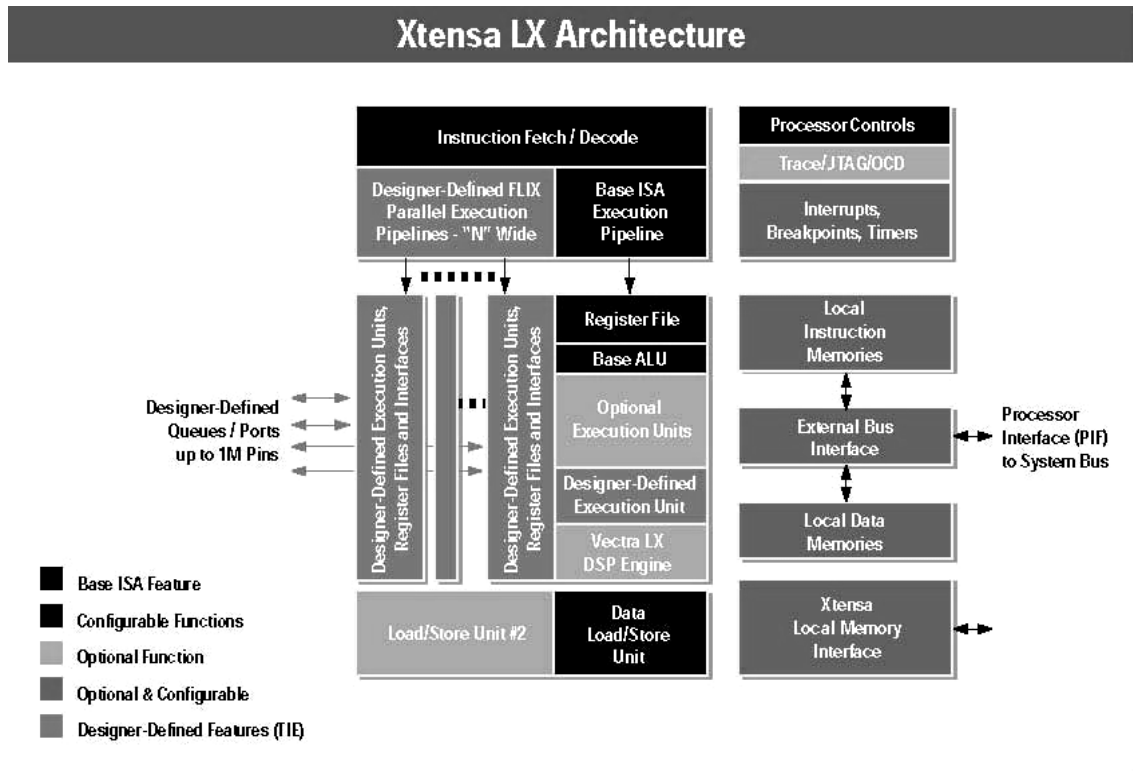 Xtensa LX Architecture
Instruction Fetch / Decode
Designer-Defined FLIX
Parallel Execution
Pipelines - "N" Wide
Base ISA
Execution
Pipeline
Processor Controls
Trace/JTAG/OCD
Interrupts,
Breakpoints, Timers
Designer-Defined Execution Units,
Register Files and Interfaces
Designer-Defined Execution Units,
Register Files and Interfaces
Register File
Base ALU
Optional
Execution Units
Designer-Defined
Execution Unit
Vectra LX
DSP Engine
Local
Instruction
Memories
External Bus
Interface
Local Data
Memories
Designer-Defined
Queues / Ports
up to 1M Pins
Processor
Interface (PIF)
to System Bus
Load/Store Unit #2
Data
Load/Store
Unit
Xtensa
Local Memory
Interface
Base ISA Feature
Configurable Functions
Optional Function
Optional & Configurable
Designer-Defined Features (TIE)